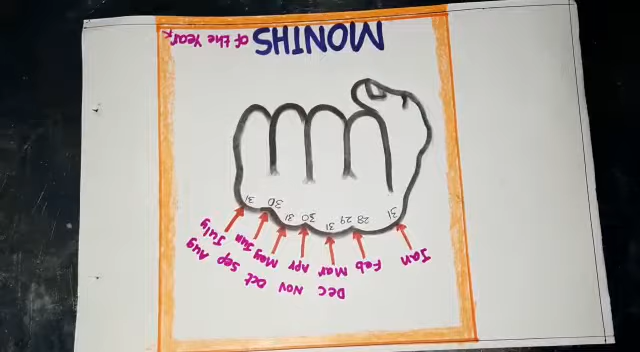 Dec Nov Oct Sep Aug
Jan Feb Mar Apr May Jun July
31 28 29 31 30 31 30 31
MONTHS of the Year